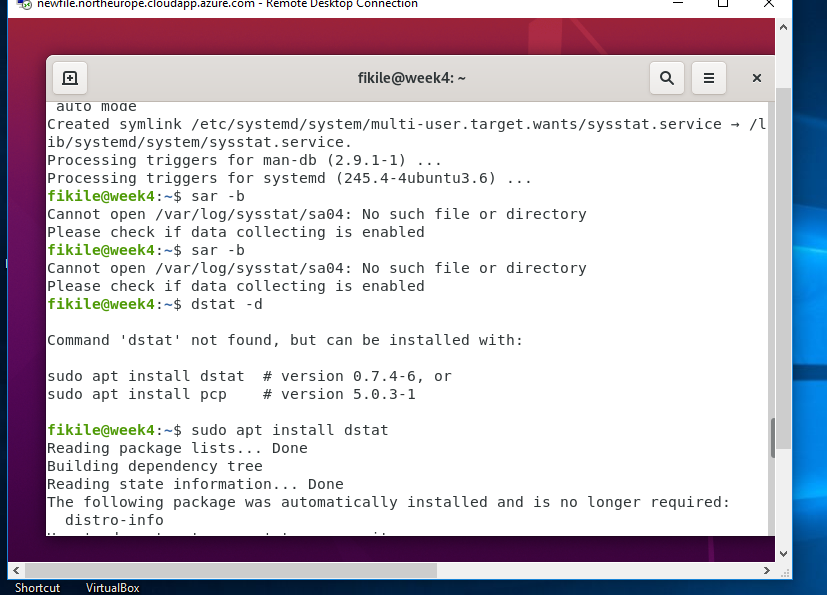 newfile.northeurope.cloudapp.azure.com - Remote Desktop Connection
fikile@week4: ~
auto mode
Created symlink /etc/systemd/system/multi-user.target.wants/sysstat.service → /l
ib/systemd/system/sysstat.service.
Processing triggers for man-db (2.9.1-1) ...
Processing triggers for systemd (245.4-4ubuntu3.6) ...
fikile@week4:~$ sar -b
Cannot open /var/log/sysstat/sa04: No such file or directory
Please check if data collecting is enabled
fikile@week4:~$ sar -b
Cannot open /var/log/sysstat/sa04: No such file or directory
Please check if data collecting is enabled
fikile@week4:~$ dstat -d
Command 'dstat' not found, but can be installed with:
sudo apt install dstat  # version 0.7.4-6, or
sudo apt install pcp    # version 5.0.3-1
fikile@week4:~$ sudo apt install dstat
Reading package lists... Done
Building dependency tree
Reading state information... Done
The following package was automatically installed and is no longer required:
distro-info
Shortcut
VirtualBox